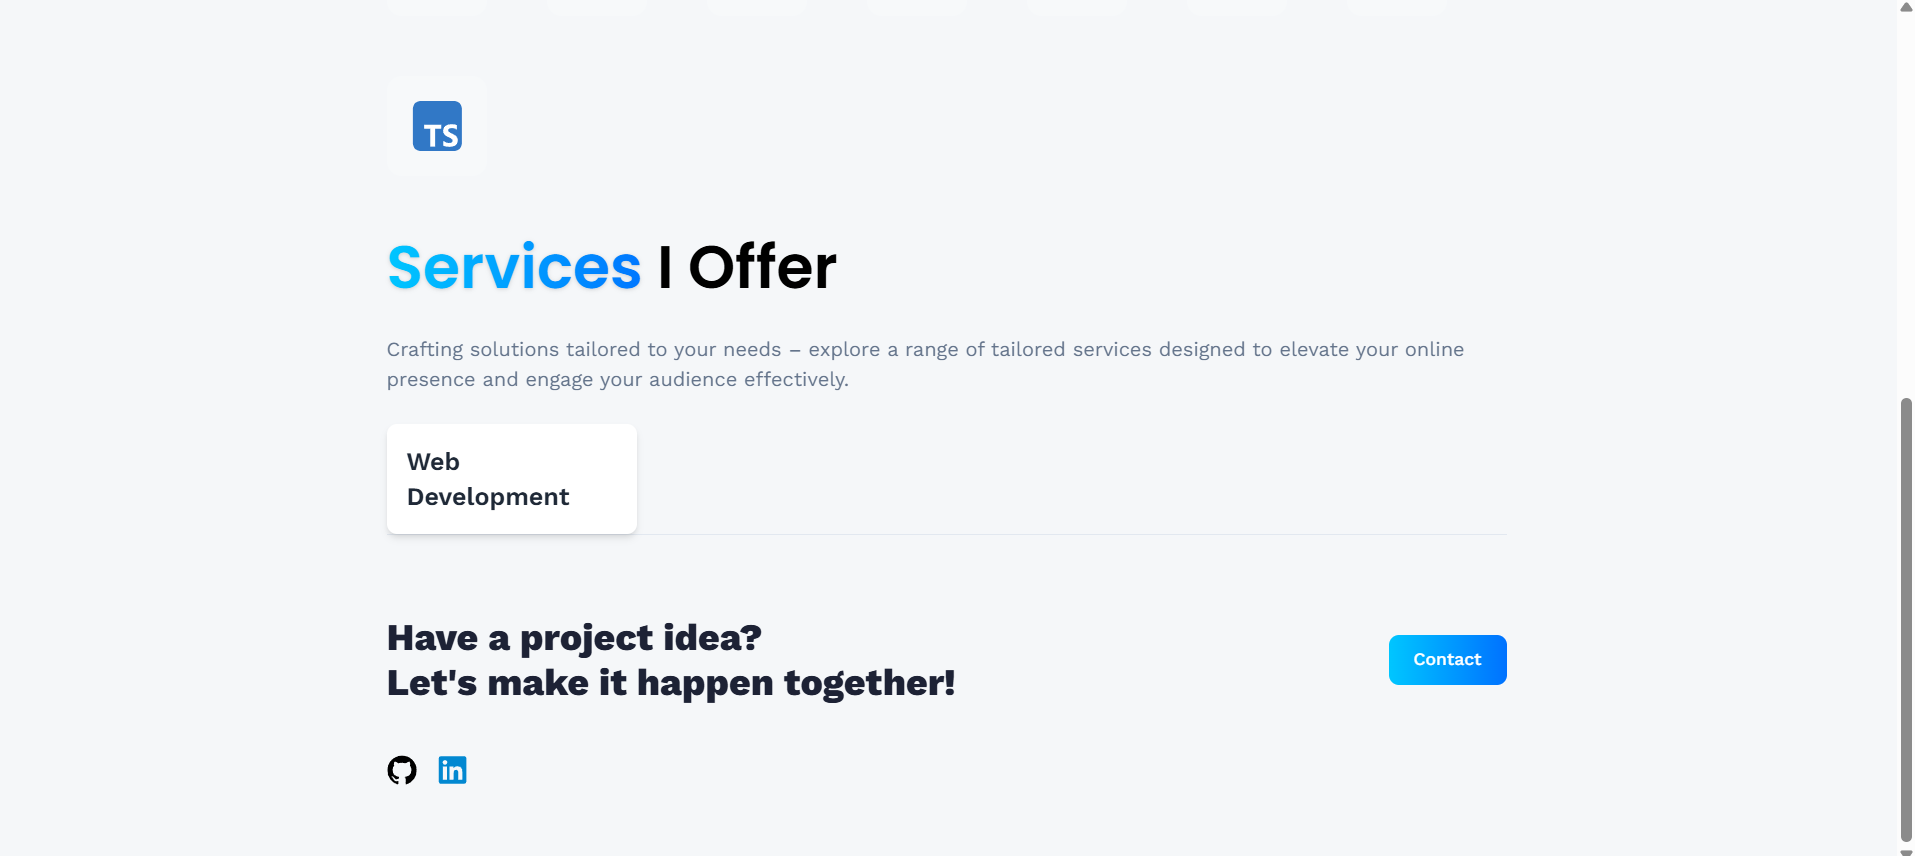 TS
Services I Offer
Crafting solutions tailored to your needs – explore a range of tailored services designed to elevate your online
presence and engage your audience effectively.
Web
Development
Have a project idea?
Let's make it happen together!
Contact
in